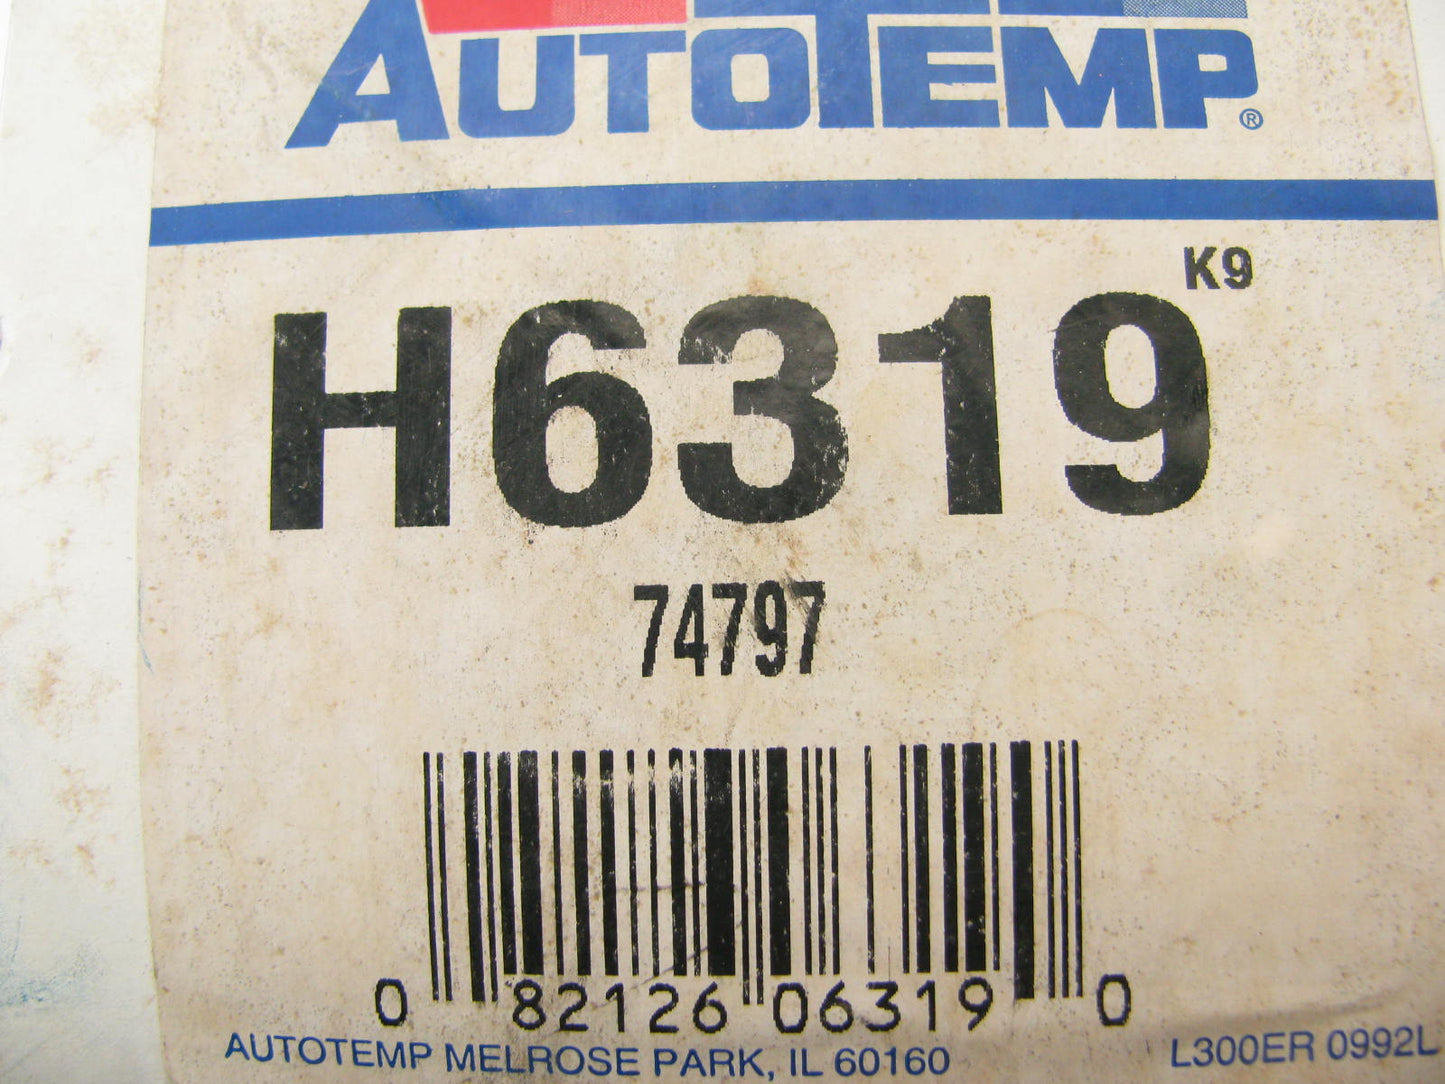 AUTOTEMP®
K9
H6319
74797
0 82126 06319 0
AUTOTEMP MELROSE PARK, IL 60160
L300ER 0992L